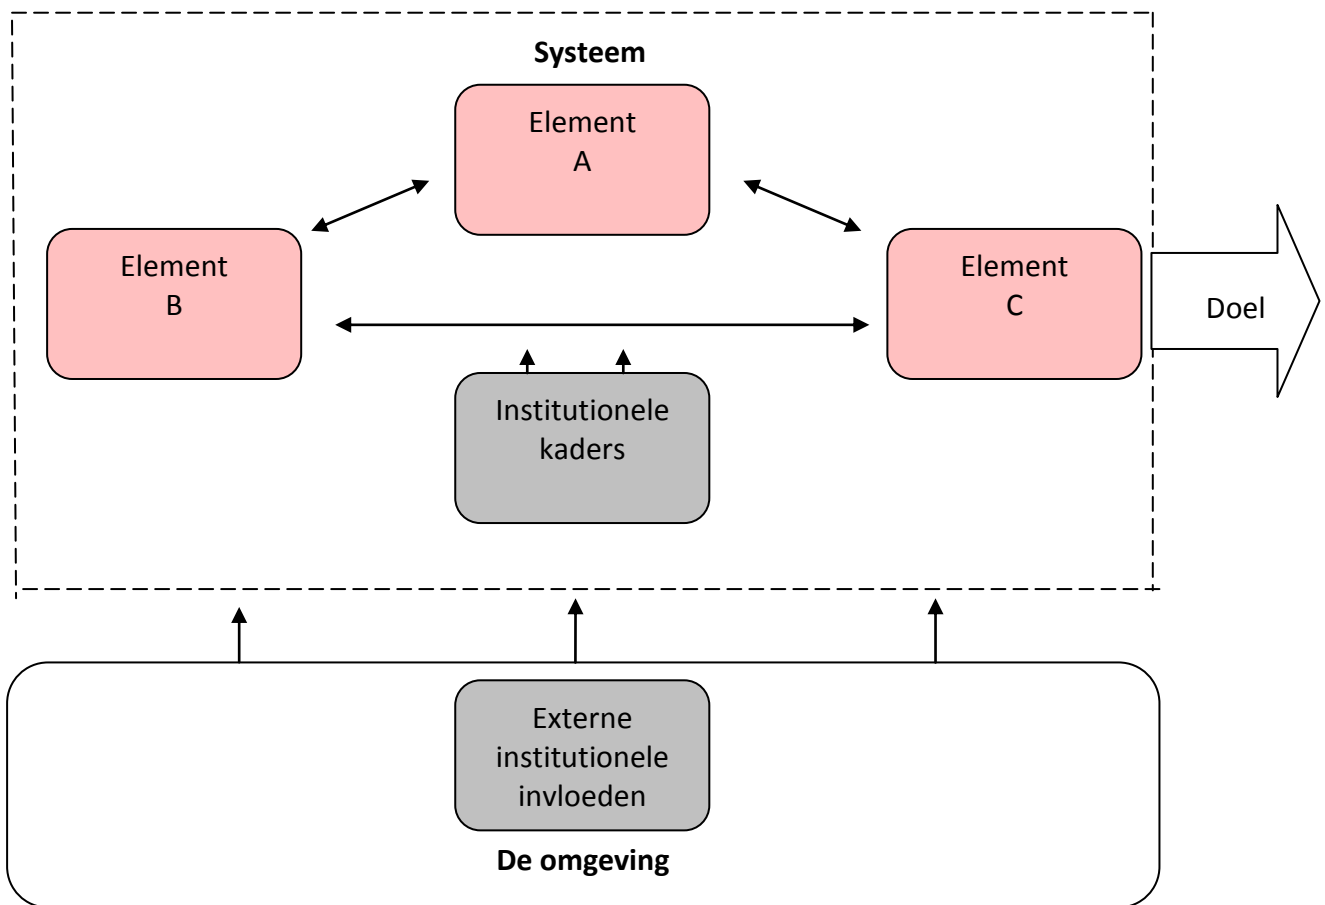 Systeem
Element
A
Element
B
Element
C
Doel
Institutionele
kaders
Externe
institutionele
invloeden
De omgeving